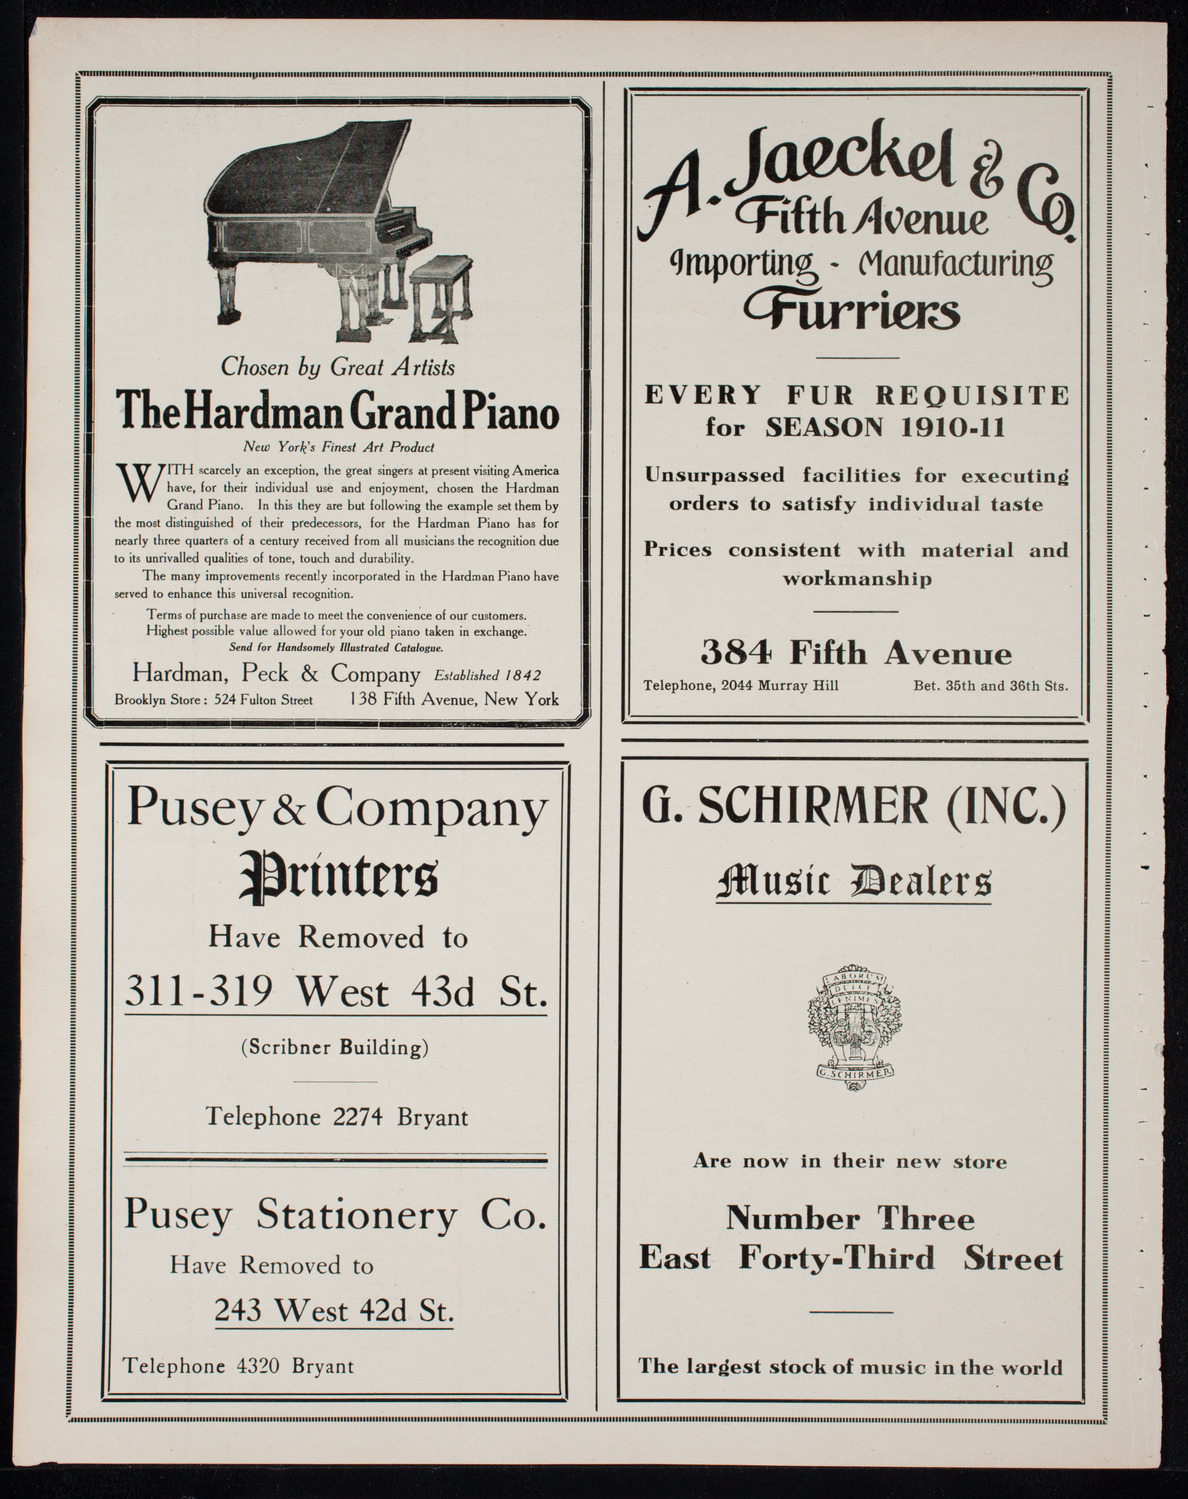 Chosen by Great Artists
The Hardman Grand Piano
New York's Finest Art Product
WITH scarcely an exception, the great singers at present visiting America
have, for their individual use and enjoyment, chosen the Hardman
Grand Piano. In this they are but following the example set them by
the most distinguished of their predecessors, for the Hardman Piano has for
nearly three quarters of a century received from all musicians the recognition due
to its unrivalled qualities of tone, touch and durability.
The many improvements recently incorporated in the Hardman Piano have
served to enhance this universal recognition.
Terms of purchase are made to meet the convenience of our customers.
Highest possible value allowed for your old piano taken in exchange.
Send for Handsomely Illustrated Catalogue.
Hardman, Peck & Company Established 1842
Brooklyn Store: 524 Fulton Street 138 Fifth Avenue, New York
A. Jaeckel & Co.
Fifth Avenue
Importing - Manufacturing
Furriers
EVERY FUR REQUISITE
for SEASON 1910-11
Unsurpassed facilities for executing
orders to satisfy individual taste
Prices consistent with material and
workmanship
384 Fifth Avenue
Telephone, 2044 Murray Hill Bet. 35th and 36th Sts.
Pusey & Company
Printers
Have Removed to
311-319 West 43d St.
(Scribner Building)
Telephone 2274 Bryant
Pusey Stationery Co.
Have Removed to
243 West 42d St.
Telephone 4320 Bryant
G. SCHIRMER (INC.)
Music Dealers
LABORUM
DULCE
LENIMEN
G. SCHIRMER
Are now in their new store
Number Three
East Forty-Third Street
The largest stock of music in the world